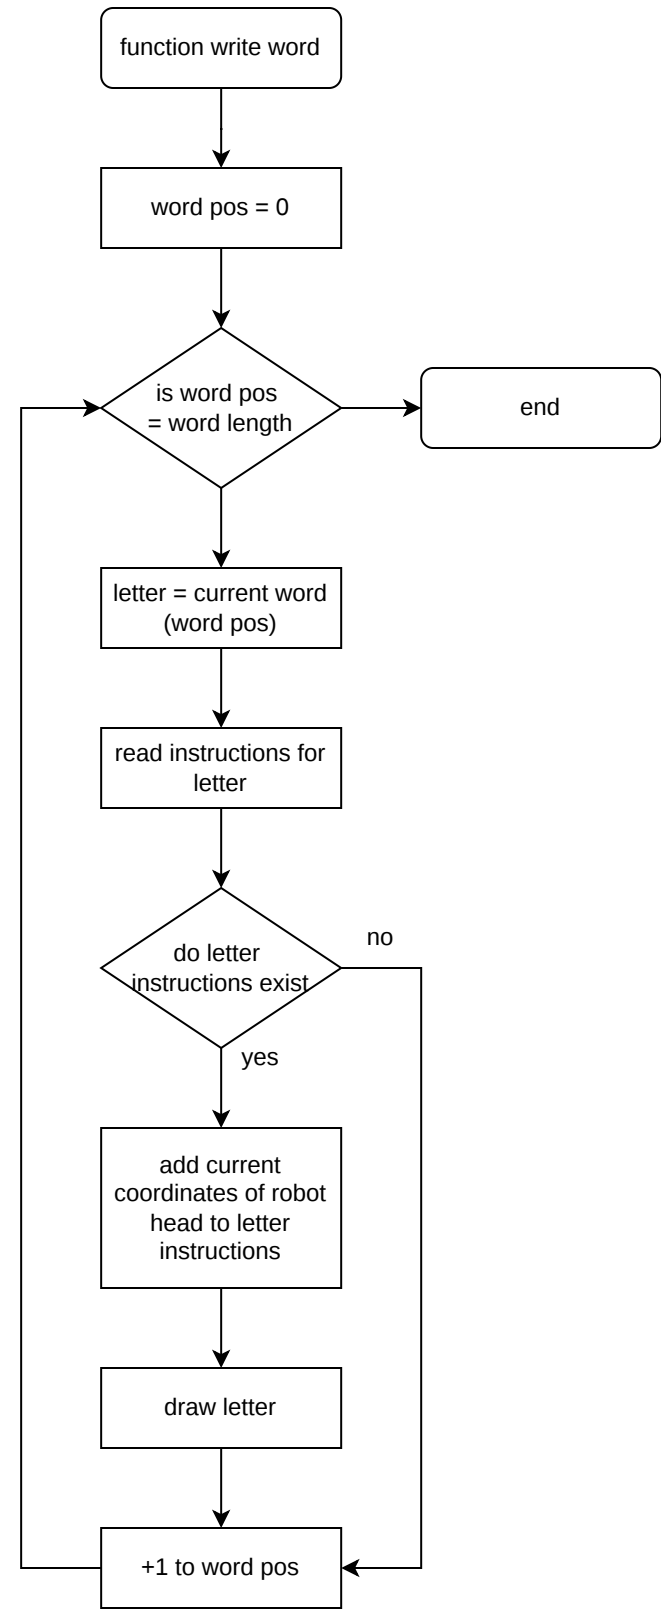 function write word
word pos = 0
is word pos
= word length
end
letter = current word
(word pos)
read instructions for
letter
do letter
instructions exist
no
yes
add current
coordinates of robot
head to letter
instructions
draw letter
+1 to word pos